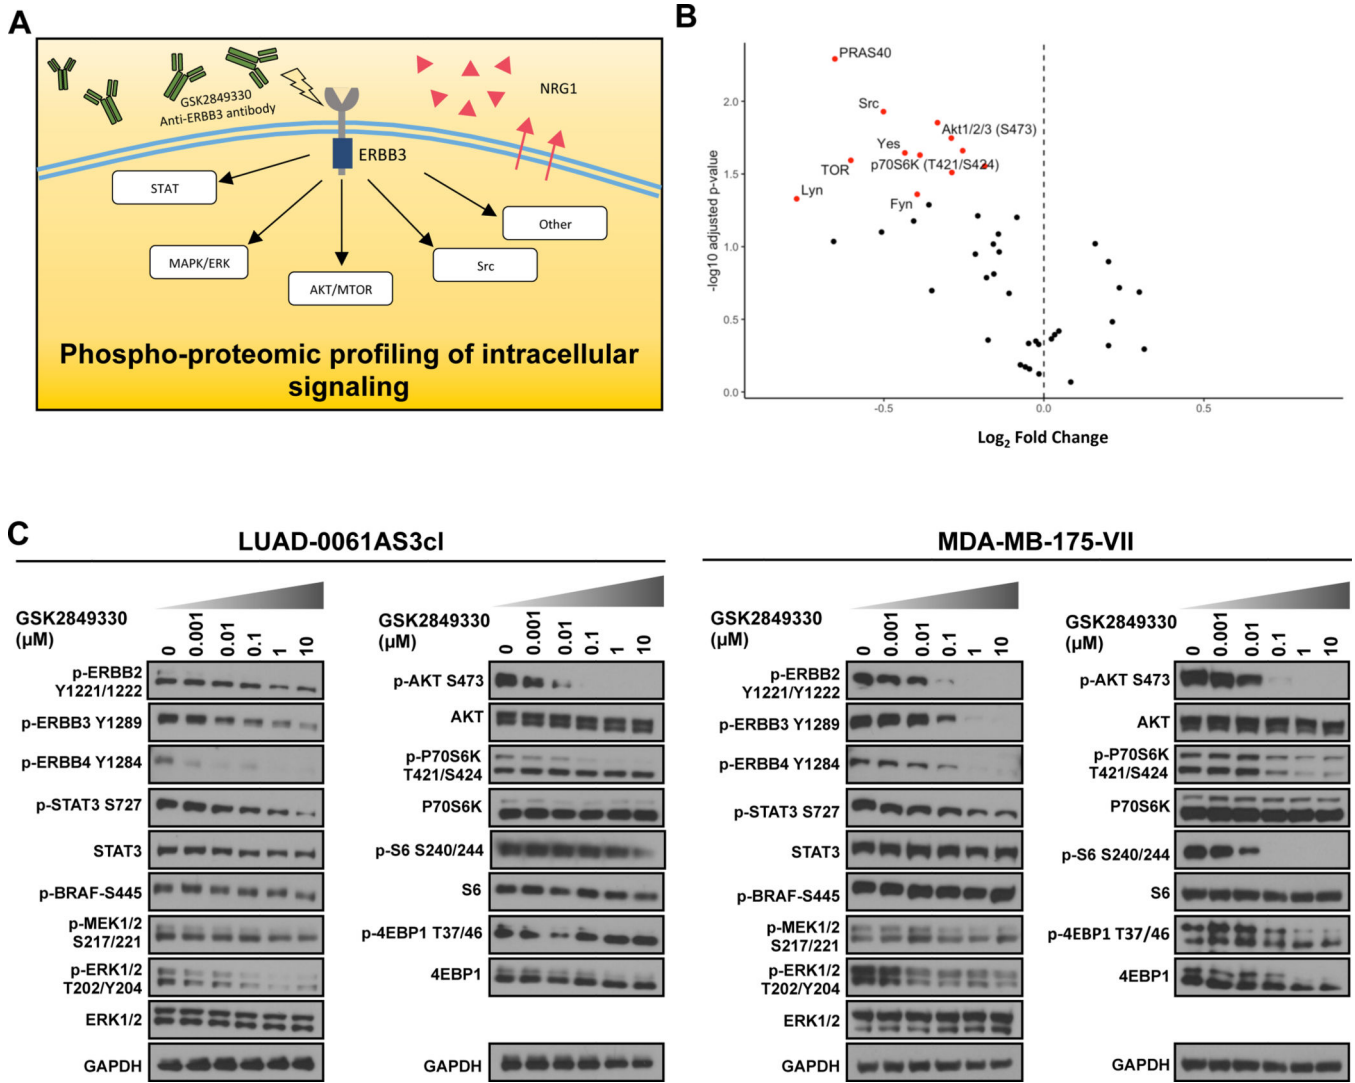 A
GSK2849330
Anti-ERBB3 antibody
NRG1
ERBB3
STAT
MAPK/ERK
AKT/MTOR
Src
Other
Phospho-proteomic profiling of intracellular
signaling
B
-log10 adjusted p-value
2.0
1.5
1.0
0.5
0.0
PRAS40
Src
Akt1/2/3 (S473)
Yes
p70S6K (T421/S424)
TOR
Lyn
Fyn
-0.5
0.0
0.5
Log2 Fold Change
C
LUAD-0061AS3cl
GSK2849330
(µM)
0
0.001
0.01
0.1
1
10
p-ERBB2
Y1221/1222
p-ERBB3 Y1289
p-ERBB4 Y1284
p-STAT3 S727
STAT3
p-BRAF-S445
p-MEK1/2
S217/221
p-ERK1/2
T202/Y204
ERK1/2
GAPDH
GSK2849330
(µM)
0
0.001
0.01
0.1
1
10
p-AKT S473
AKT
p-P70S6K
T421/S424
P70S6K
p-S6 S240/244
S6
p-4EBP1 T37/46
4EBP1
GAPDH
MDA-MB-175-VII
GSK2849330
(µM)
0
0.001
0.01
0.1
1
10
p-ERBB2
Y1221/Y1222
p-ERBB3 Y1289
p-ERBB4 Y1284
p-STAT3 S727
STAT3
p-BRAF-S445
p-MEK1/2
S217/221
p-ERK1/2
T202/Y204
ERK1/2
GAPDH
GSK2849330
(µM)
0
0.001
0.01
0.1
1
10
p-AKT S473
AKT
p-P70S6K
T421/S424
P70S6K
p-S6 S240/244
S6
p-4EBP1 T37/46
4EBP1
GAPDH